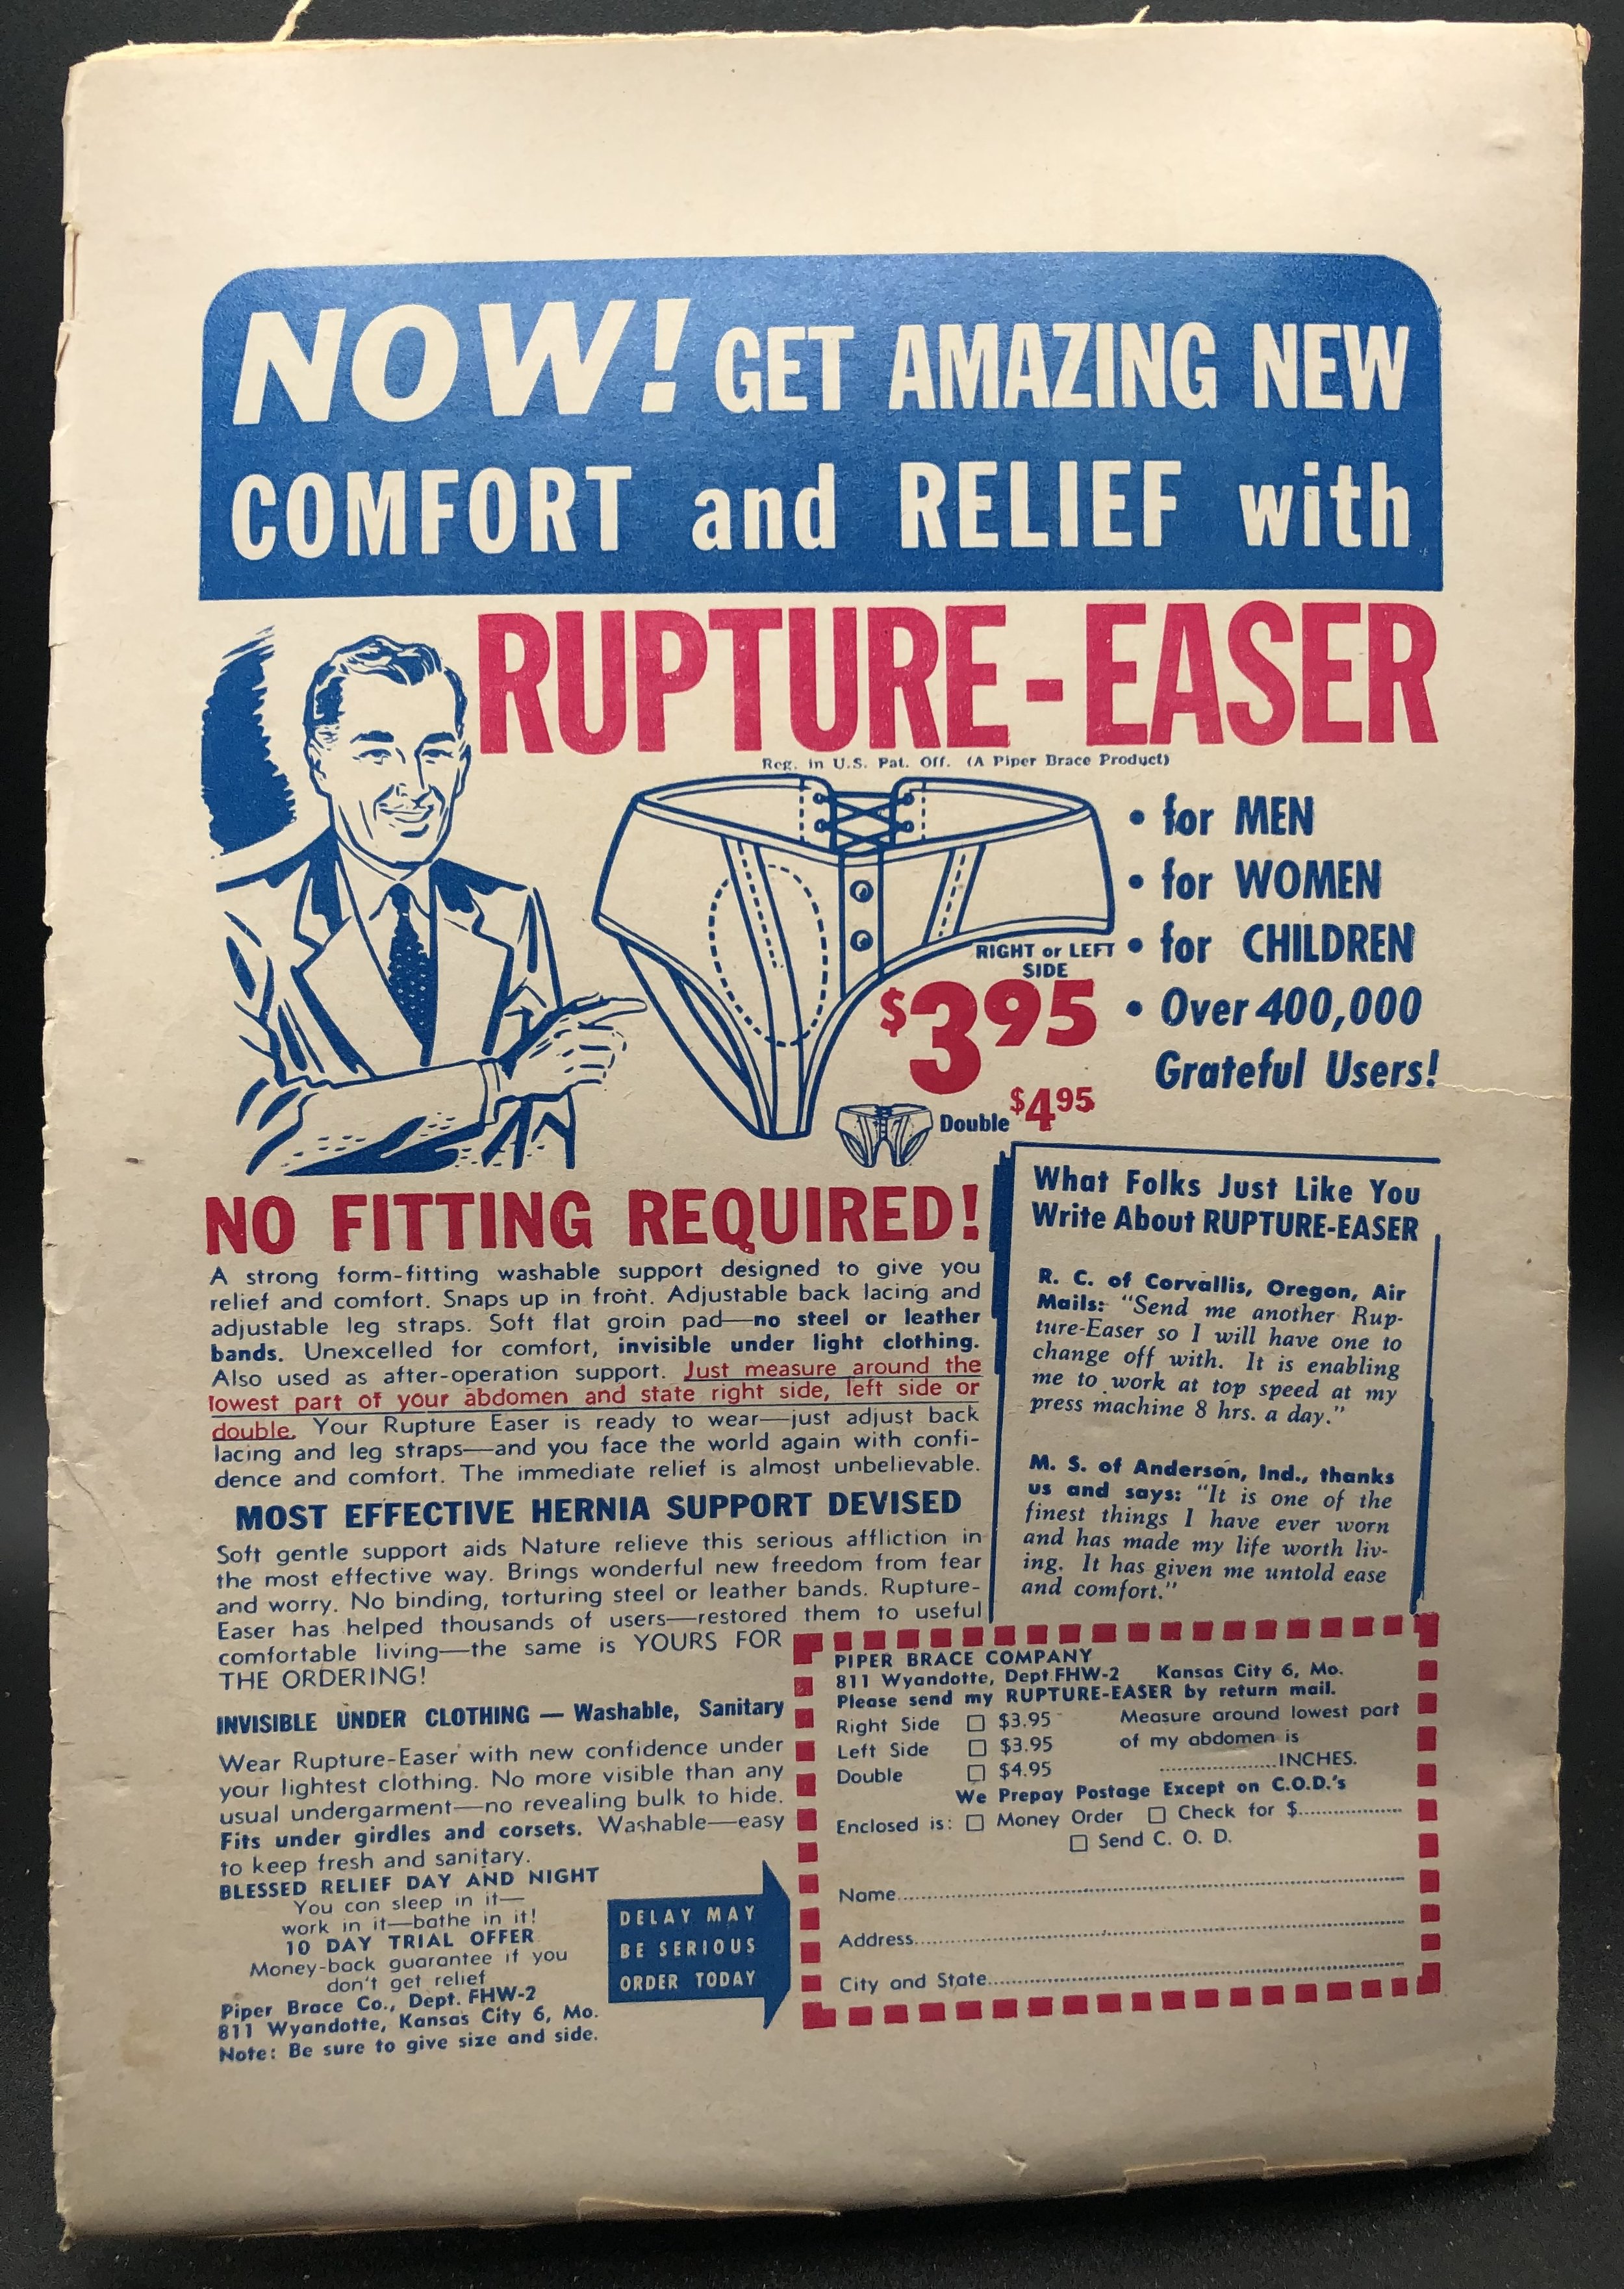 NOW! GET AMAZING NEW
COMFORT and RELIEF with
RUPTURE-EASER
Reg. in U.S. Pat. Off. (A Piper Brace Product)
• for MEN
• for WOMEN
• for CHILDREN
• Over 400,000
Grateful Users!
RIGHT or LEFT
SIDE
$3.95
Double $4.95
NO FITTING REQUIRED!
A strong form-fitting washable support designed to give you
relief and comfort. Snaps up in front. Adjustable back lacing and
adjustable leg straps. Soft flat groin pad—no steel or leather
bands. Unexcelled for comfort, invisible under light clothing.
Also used as after-operation support. Just measure around the
lowest part of your abdomen and state right side, left side or
double. Your Rupture Easer is ready to wear—just adjust back
lacing and leg straps—and you face the world again with confi-
dence and comfort. The immediate relief is almost unbelievable.
MOST EFFECTIVE HERNIA SUPPORT DEVISED
Soft gentle support aids Nature relieve this serious affliction in
the most effective way. Brings wonderful new freedom from fear
and worry. No binding, torturing steel or leather bands. Rupture-
Easer has helped thousands of users—restored them to useful
comfortable living—the same is YOURS FOR
THE ORDERING!
INVISIBLE UNDER CLOTHING — Washable, Sanitary
Wear Rupture-Easer with new confidence under
your lightest clothing. No more visible than any
usual undergarment—no revealing bulk to hide.
Fits under girdles and corsets. Washable—easy
to keep fresh and sanitary.
BLESSED RELIEF DAY AND NIGHT
You can sleep in it—
work in it—bathe in it!
10 DAY TRIAL OFFER
Money-back guarantee if you
don't get relief
Piper Brace Co., Dept. FHW-2
811 Wyandotte, Kansas City 6, Mo.
Note: Be sure to give size and side.
DELAY MAY
BE SERIOUS
ORDER TODAY
What Folks Just Like You
Write About RUPTURE-EASER
R. C. of Corvallis, Oregon, Air
Mails: "Send me another Rup-
ture-Easer so I will have one to
change off with. It is enabling
me to work at top speed at my
press machine 8 hrs. a day."
M. S. of Anderson, Ind., thanks
us and says: "It is one of the
finest things I have ever worn
and has made my life worth liv-
ing. It has given me untold ease
and comfort."
PIPER BRACE COMPANY
811 Wyandotte, Dept FHW-2 Kansas City 6, Mo.
Please send my RUPTURE-EASER by return mail.
Right Side □ $3.95 Measure around lowest part
Left Side □ $3.95 of my abdomen is
Double □ $4.95 ....................INCHES.
We Prepay Postage Except on C.O.D.'s
Enclosed is: □ Money Order □ Check for $..................
□ Send C. O. D.
Name....................
Address....................
City and State....................